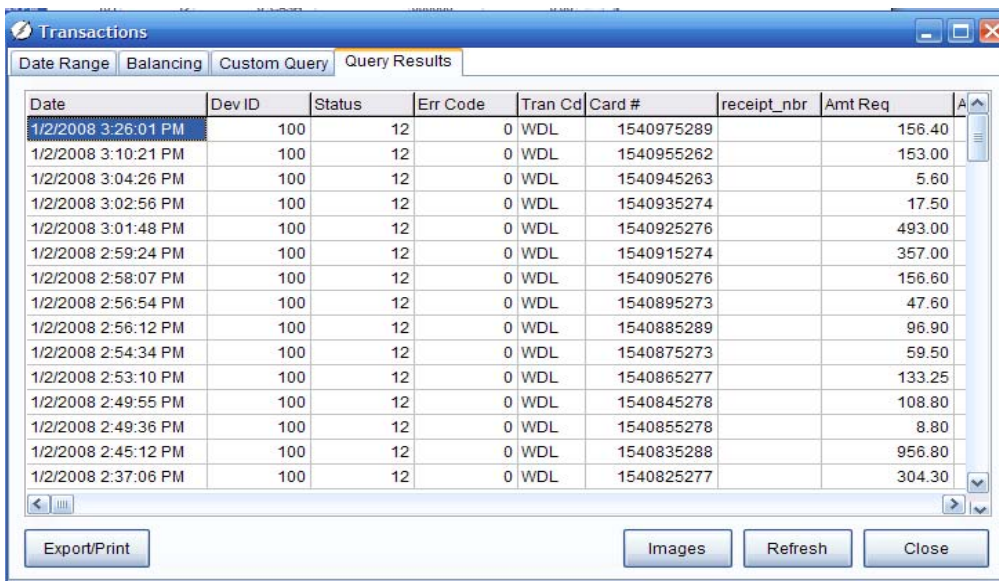 Transactions
Date Range Balancing Custom Query Query Results
Date Dev ID Status Err Code Tran Cd Card # receipt_nbr Amt Req A
1/2/2008 3:26:01 PM 100 12 0 WDL 1540975289 156.40
1/2/2008 3:10:21 PM 100 12 0 WDL 1540955262 153.00
1/2/2008 3:04:26 PM 100 12 0 WDL 1540945263 5.60
1/2/2008 3:02:56 PM 100 12 0 WDL 1540935274 17.50
1/2/2008 3:01:48 PM 100 12 0 WDL 1540925276 493.00
1/2/2008 2:59:24 PM 100 12 0 WDL 1540915274 357.00
1/2/2008 2:58:07 PM 100 12 0 WDL 1540905276 156.60
1/2/2008 2:56:54 PM 100 12 0 WDL 1540895273 47.60
1/2/2008 2:56:12 PM 100 12 0 WDL 1540885289 96.90
1/2/2008 2:54:34 PM 100 12 0 WDL 1540875273 59.50
1/2/2008 2:53:10 PM 100 12 0 WDL 1540865277 133.25
1/2/2008 2:49:55 PM 100 12 0 WDL 1540845278 108.80
1/2/2008 2:49:36 PM 100 12 0 WDL 1540855278 8.80
1/2/2008 2:45:12 PM 100 12 0 WDL 1540835288 956.80
1/2/2008 2:37:06 PM 100 12 0 WDL 1540825277 304.30
Export/Print Images Refresh Close